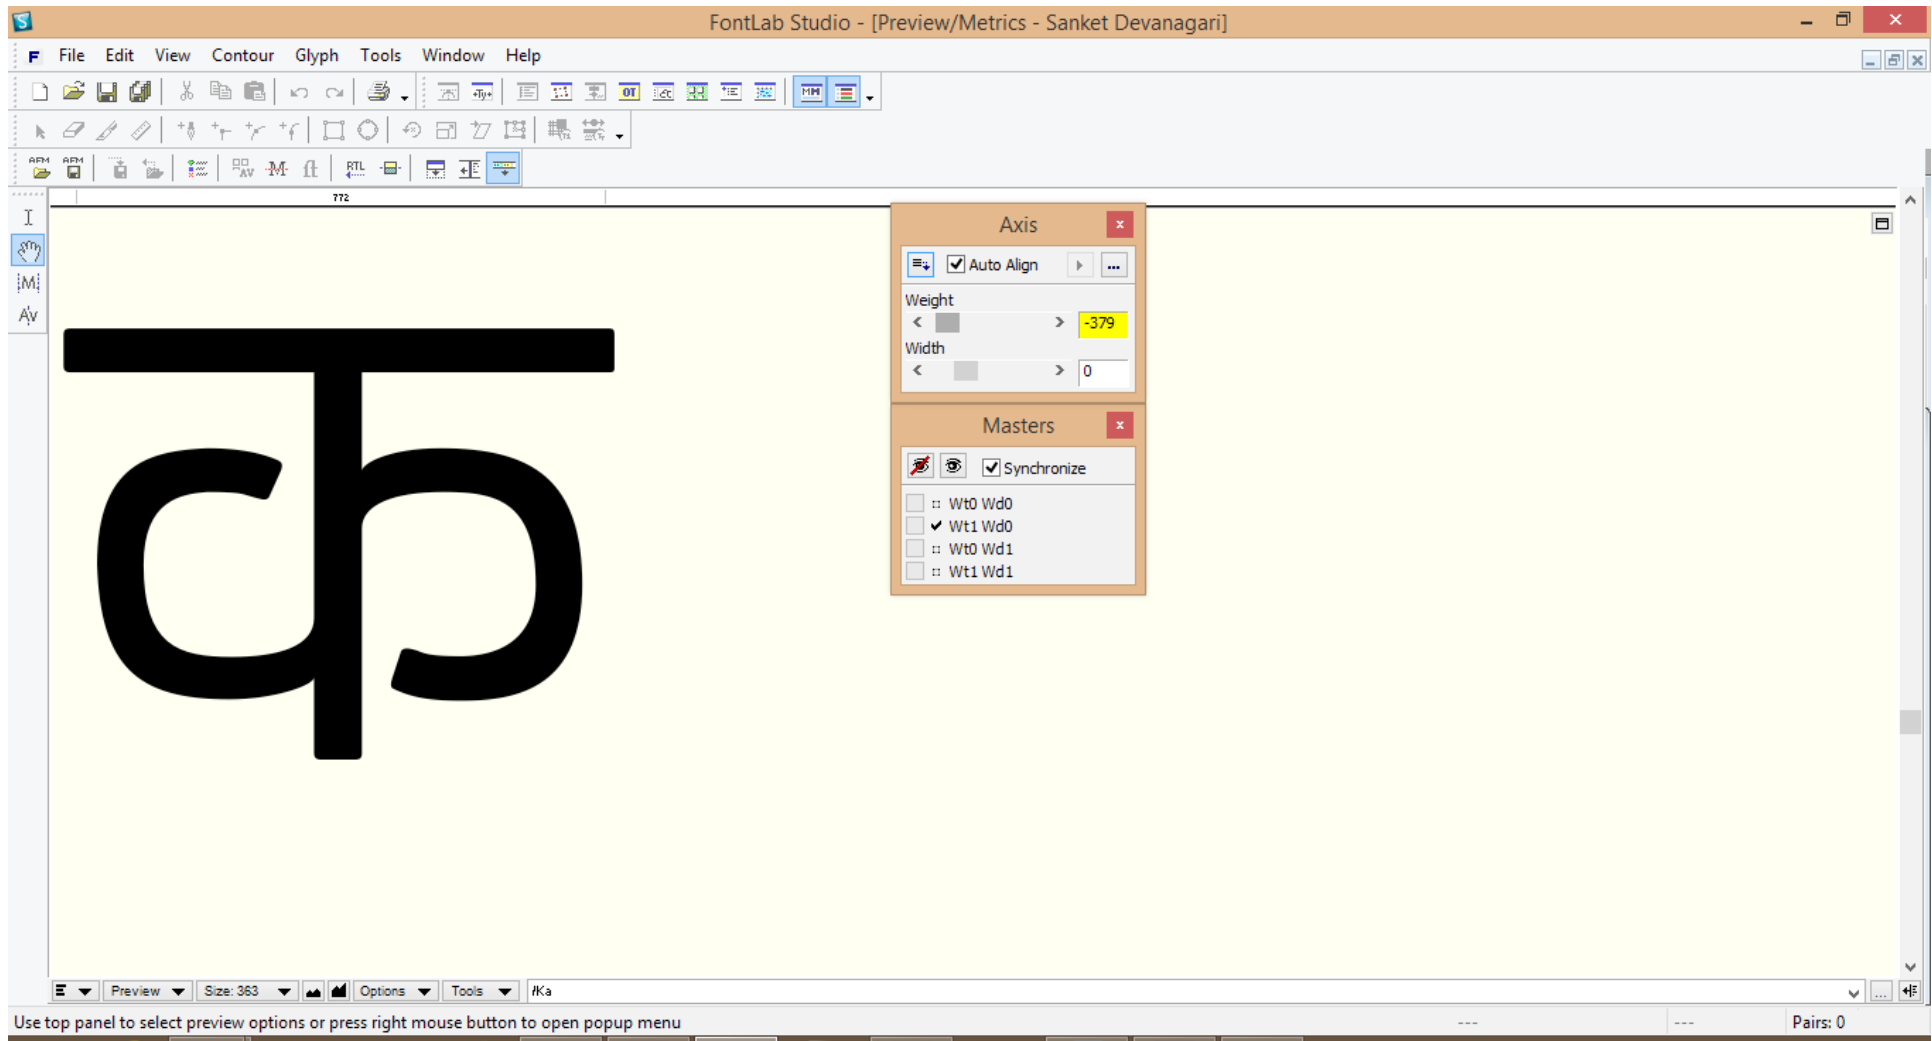 FontLab Studio - [Preview/Metrics - Sanket Devanagari]
File Edit View Contour Glyph Tools Window Help
772
Axis
Auto Align
Weight
-379
Width
0
क
Masters
Synchronize
Wt0 Wd0
Wt1 Wd0
Wt0 Wd1
Wt1 Wd1
Preview Size: 363 Options Tools /Ka
Use top panel to select preview options or press right mouse button to open popup menu --- --- Pairs: 0